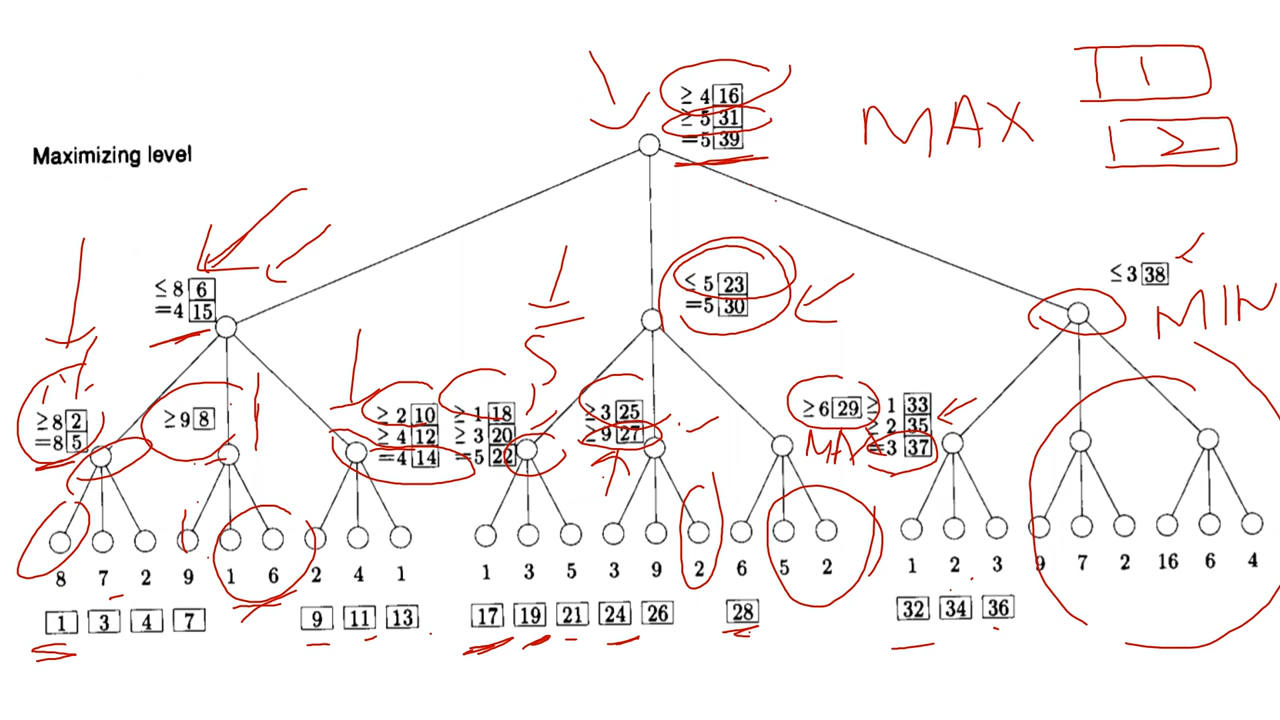 1
≥ 4 16
≥ 5 31
=5 39
MAX
12
Maximizing level
≤ 8 6
=4 15
≤ 5 23
=5 30
≤ 3 38
MIN
≥ 8 2
=8 5
≥ 9 8
≥ 2 10
≥ 4 12
=4 14
≥ 1 18
≥ 3 20
=5 22
≥ 3 25
≥ 9 27
≥ 6 29
MAX
≥ 1 33
≥ 2 35
=3 37
8 7 2 9 1 6 2 4 1 1 3 5 3 9 2 6 5 2 1 2 3 9 7 2 16 6 4
1 3 4 7 9 11 13 17 19 21 24 26 28 32 34 36